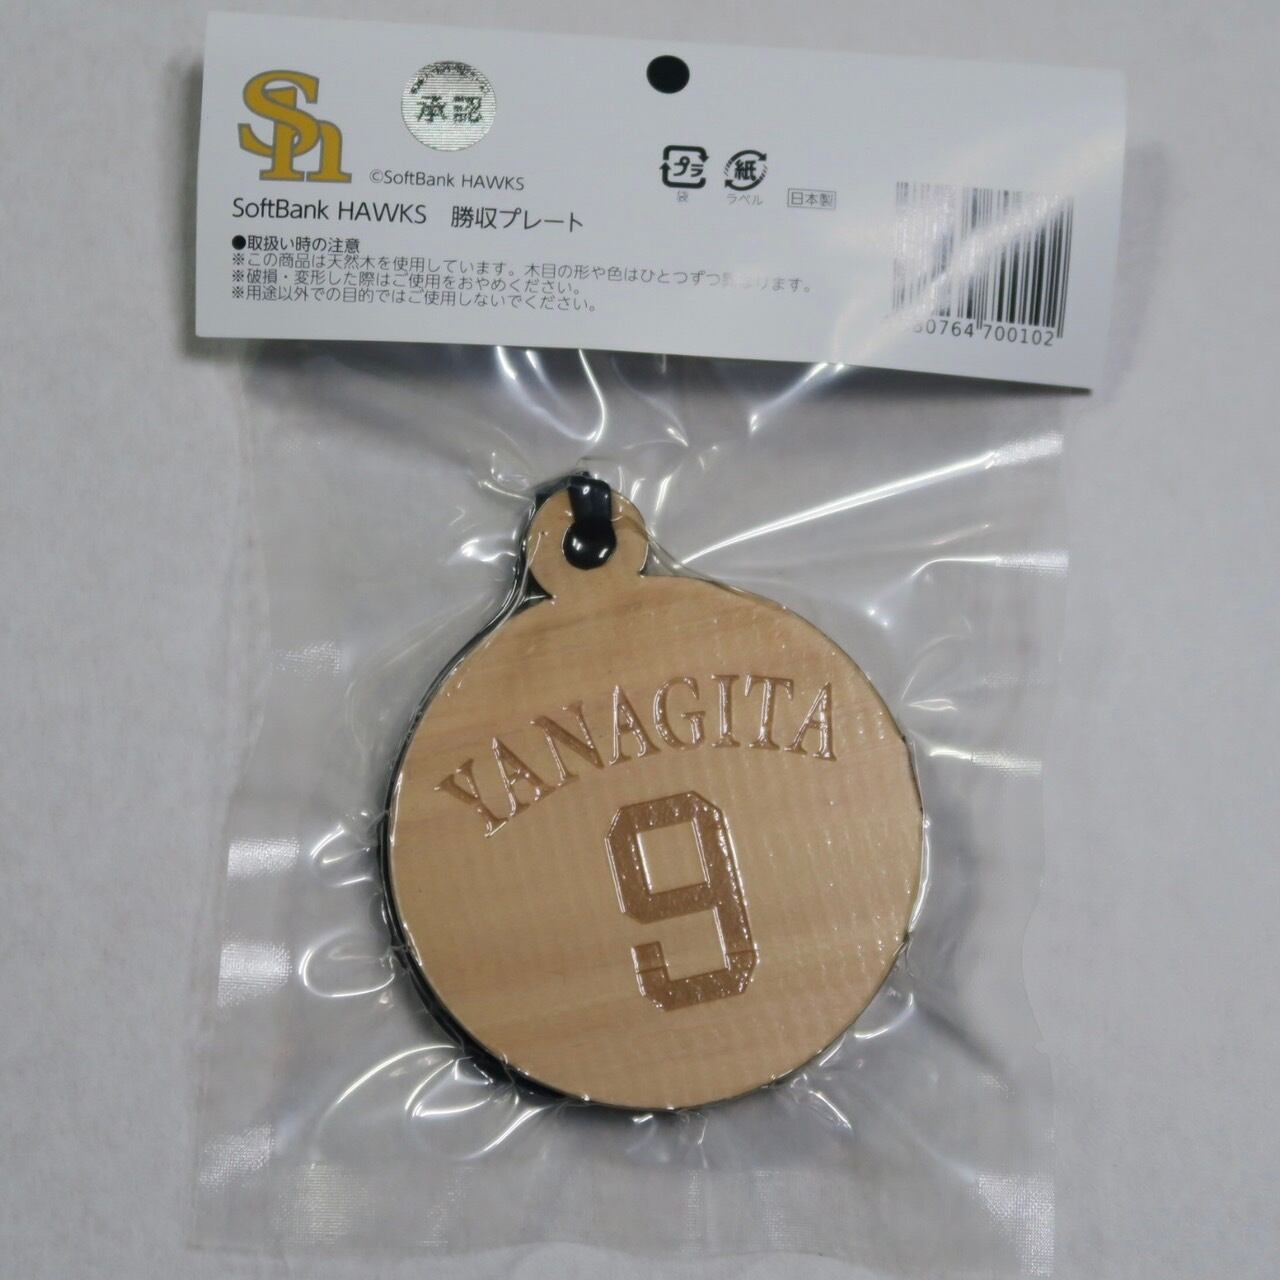 Sh
承認
©SoftBank HAWKS
SoftBank HAWKS 勝収プレート
プラ
袋
紙
ラベル
日本製
●取扱い時の注意
※この商品は天然木を使用しています。木目の形や色はひとつずつ異なります。
※破損・変形した際はご使用をおやめください。
※用途以外での目的ではご使用しないでください。
80764 700102
YANAGITA
9